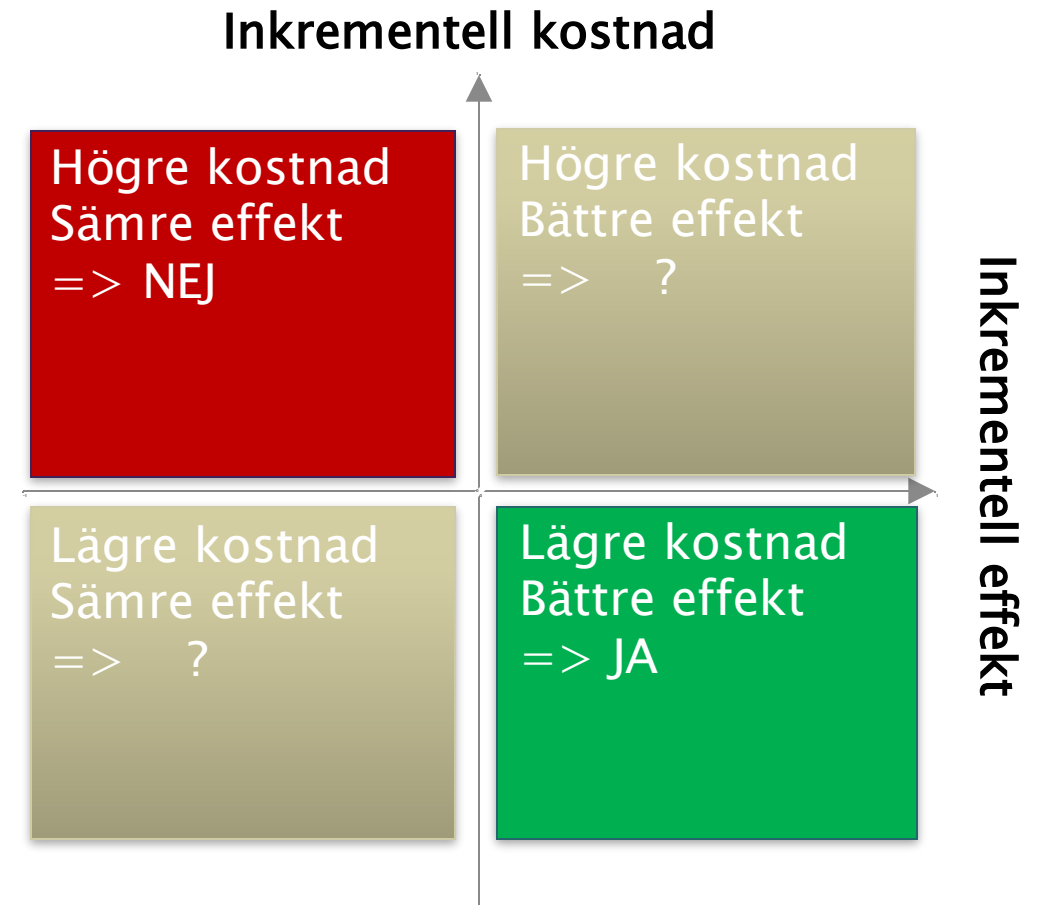 Inkrementell kostnad
Högre kostnad
Sämre effekt
=> NEJ
Högre kostnad
Bättre effekt
=> ?
Inkrementell effekt
Lägre kostnad
Sämre effekt
=> ?
Lägre kostnad
Bättre effekt
=> JA